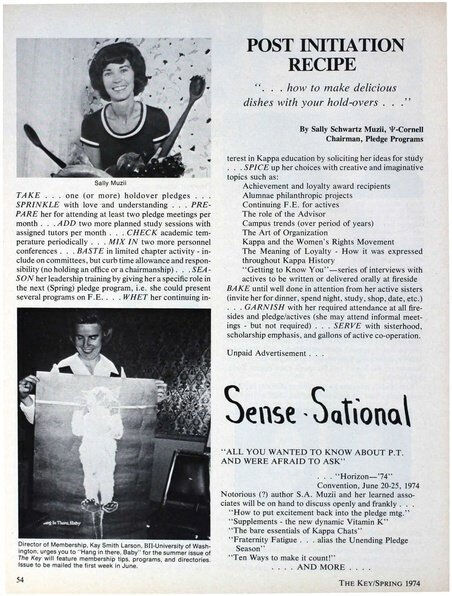 Sally Muzii
TAKE . . . one (or more) holdover pledges . . .
SPRINKLE with love and understanding . . . PRE-
PARE her for attending at least two pledge meetings per
month . . . ADD two more planned study sessions with
assigned tutors per month . . . CHECK academic tem-
perature periodically . . . MIX IN two more personal
conferences . . . BASTE in limited chapter activity - in-
clude on committees, but curb time allowance and respon-
sibility (no holding an office or a chairmanship) . . . SEA-
SON her leadership training by giving her a specific role in
the next (Spring) pledge program, i.e. she could present
several programs on F.E. . . . WHET her continuing in-
ang In There, Baby
Director of Membership, Kay Smith Larson, BΠ-University of Wash-
ington, urges you to "Hang in there, Baby" for the summer issue of
The Key will feature membership tips, programs, and directories.
Issue to be mailed the first week in June.
54
POST INITIATION
RECIPE
". . . how to make delicious
dishes with your hold-overs . . ."
By Sally Schwartz Muzii, Ψ-Cornell
Chairman, Pledge Programs
terest in Kappa education by soliciting her ideas for study
. . . SPICE up her choices with creative and imaginative
topics such as:
Achievement and loyalty award recipients
Alumnae philanthropic projects
Continuing F.E. for actives
The role of the Advisor
Campus trends (over period of years)
The Art of Organization
Kappa and the Women's Rights Movement
The Meaning of Loyalty - How it was expressed
throughout Kappa History
"Getting to Know You"—series of interviews with
actives to be written or delivered orally at fireside
BAKE until well done in attention from her active sisters
(invite her for dinner, spend night, study, shop, date, etc.)
. . . GARNISH with her required attendance at all fire-
sides and pledge/actives (she may attend informal meet-
ings - but not required) . . . SERVE with sisterhood,
scholarship emphasis, and gallons of active co-operation.
Unpaid Advertisement . . .
Sense-Sational
"ALL YOU WANTED TO KNOW ABOUT P.T.
AND WERE AFRAID TO ASK"
. . . "Horizon—'74"
Convention, June 20-25, 1974
Notorious (?) author S.A. Muzii and her learned asso-
ciates will be on hand to discuss openly and frankly . . .
"How to put excitement back into the pledge mtg."
"Supplements - the new dynamic Vitamin K"
"The bare essentials of Kappa Chats"
"Fraternity Fatigue . . . alias the Unending Pledge
Season"
"Ten Ways to make it count!"
. . . . AND MORE . . . .
THE KEY/SPRING 1974